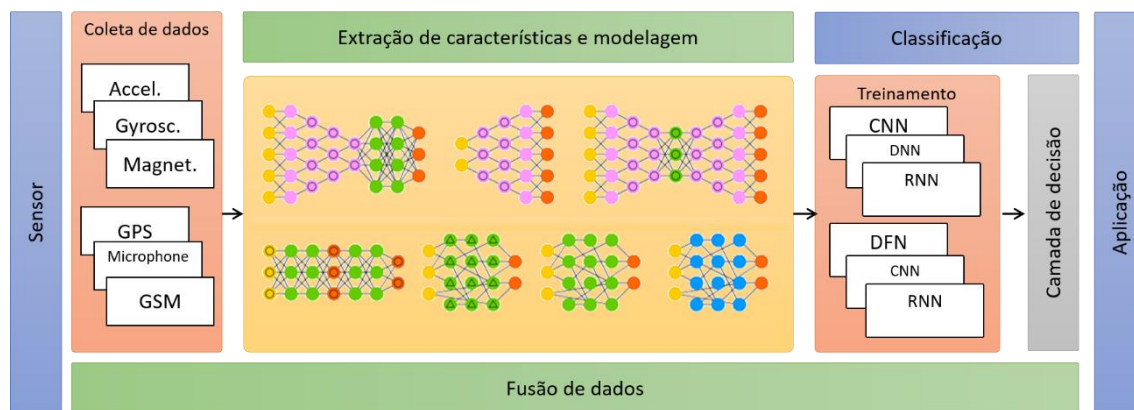 Sensor
Coleta de dados
Accel.
Gyrosc.
Magnet.
GPS
Microphone
GSM
Extração de características e modelagem
Classificação
Treinamento
CNN
DNN
RNN
DFN
CNN
RNN
Camada de decisão
Aplicação
Fusão de dados